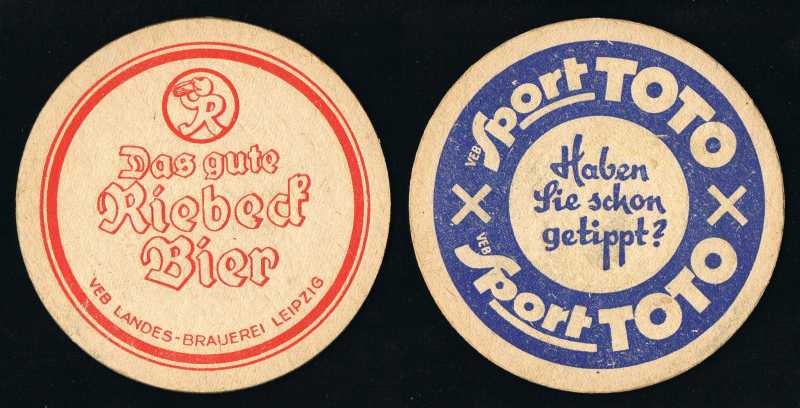 R
Das gute
Riebeck
Bier
VEB LANDES-BRAUEREI LEIPZIG
VEB Sport TOTO
Haben
Sie schon
getippt?
VEB Sport TOTO